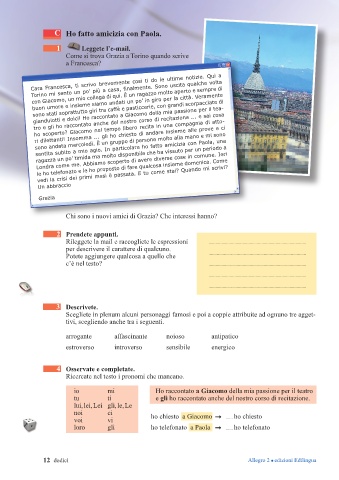 C Ho fatto amicizia con Paola.
1 Leggete l'e-mail.
Come si trova Grazia a Torino quando scrive
a Francesca?
Cara Francesca, ti scrivo brevemente così ti do le ultime notizie. Qui a
Torino mi sento un po' più a casa, finalmente. Sono uscita qualche volta
con Giacomo, un mio collega di qui. È un ragazzo molto aperto e sempre di
buon umore e insieme siamo andati un po' in giro per la città. Veramente
sono stati soprattutto giri tra caffè e pasticcerie, con grandi scorpacciate di
gianduiotti e dolci! Ho raccontato a Giacomo della mia passione per il tea-
tro e gli ho raccontato anche del nostro corso di recitazione ... e sai cosa
ho scoperto? Giacomo nel tempo libero recita in una compagnia di atto-
ri dilettanti! Insomma ... gli ho chiesto di andare insieme alle prove e ci
sono andata mercoledì. È un gruppo di persone molto alla mano e mi sono
sentita subito a mio agio. In particolare ho fatto amicizia con Paola, una
ragazza un po' timida ma molto disponibile che ha vissuto per un periodo a
Londra come me. Abbiamo scoperto di avere diverse cose in comune. Ieri
le ho telefonato e le ho proposto di fare qualcosa insieme domenica. Come
vedi la crisi dei primi mesi è passata. E tu come stai? Quando mi scrivi?
Un abbraccio
Grazia
Chi sono i nuovi amici di Grazia? Che interessi hanno?
2 Prendete appunti.
Rileggete la mail e raccogliete le espressioni
per descrivere il carattere di qualcuno.
Potete aggiungere qualcosa a quello che
c'è nel testo?
3 Descrivete.
Scegliete in plenum alcuni personaggi famosi e poi a coppie attribuite ad ognuno tre agget-
tivi, scegliendo anche tra i seguenti.
arrogante affascinante noioso antipatico
estroverso introverso sensibile energico
4 Osservate e completate.
Ricercate nel testo i pronomi che mancano.
io mi
tu ti
lui, lei, Lei gli, le, Le
noi ci
voi vi
loro gli
Ho raccontato a Giacomo della mia passione per il teatro
e gli ho raccontato anche del nostro corso di recitazione.
ho chiesto a Giacomo → ....ho chiesto
ho telefonato a Paola → ....ho telefonato
12 dodici
Allegro 2 ● edizioni Edilingua